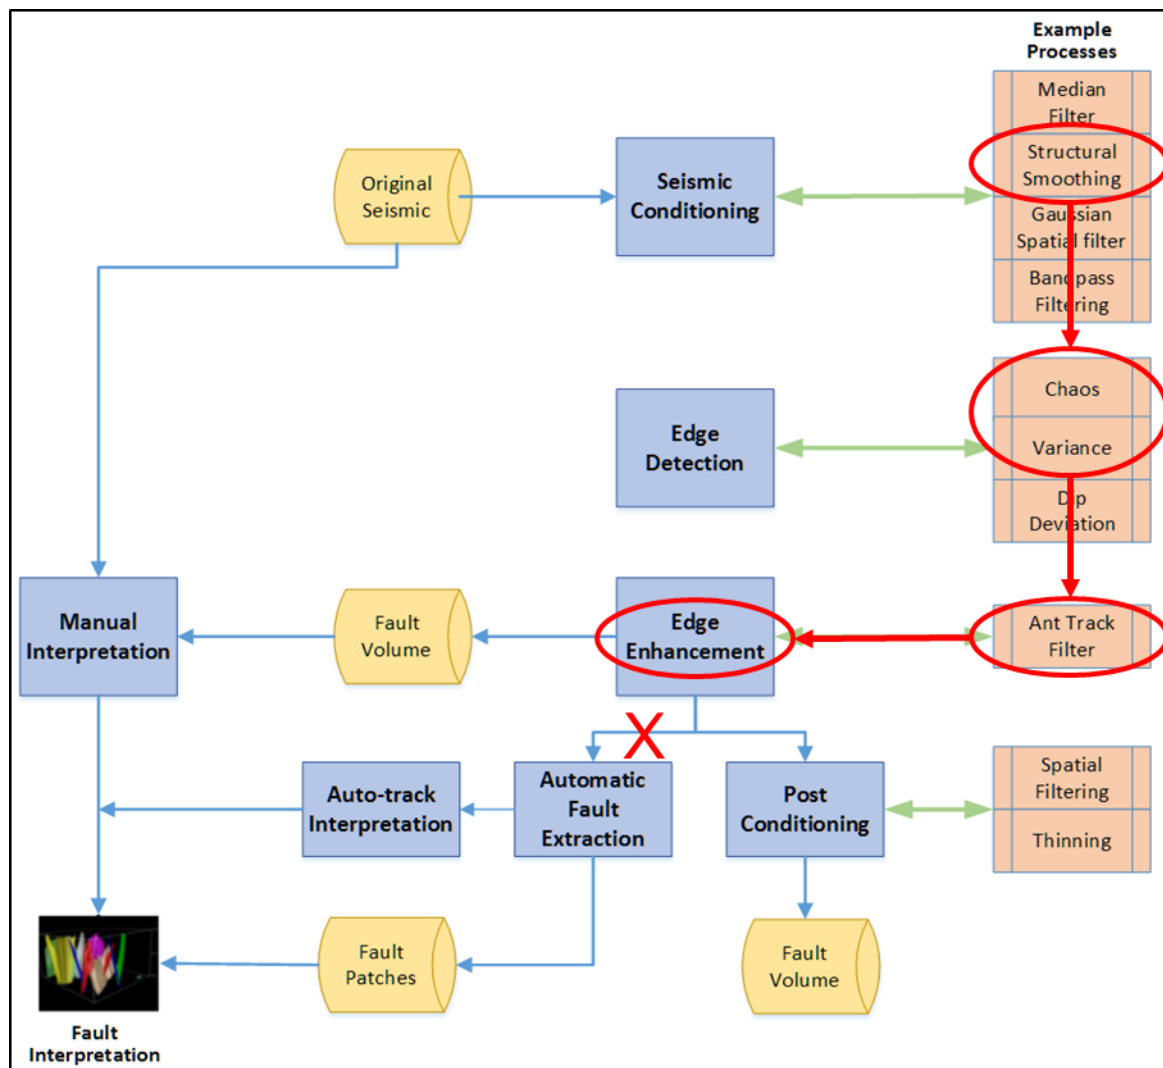 Example
Processes
Median
Filter
Structural
Smoothing
Original
Seismic
Seismic
Conditioning
Gaussian
Spatial filter
Bandpass
Filtering
Chaos
Edge
Detection
Variance
Dip
Deviation
Manual
Interpretation
Fault
Volume
Edge
Enhancement
Ant Track
Filter
X
Auto-track
Interpretation
Automatic
Fault
Extraction
Post
Conditioning
Spatial
Filtering
Thinning
Fault
Patches
Fault
Volume
Fault
Interpretation